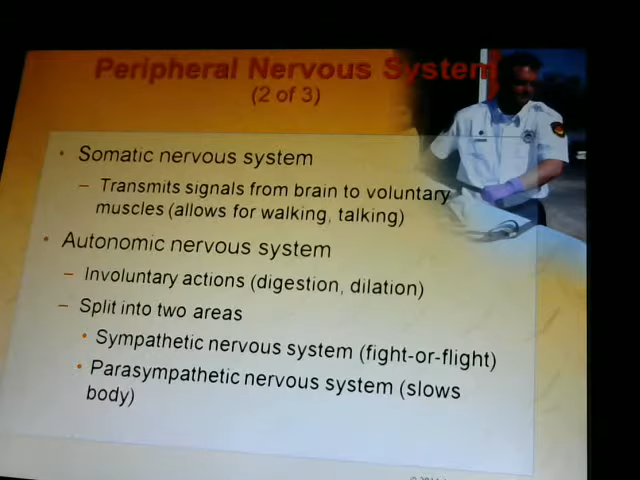 Peripheral Nervous System
(2 of 3)
• Somatic nervous system
– Transmits signals from brain to voluntary
muscles (allows for walking, talking)
• Autonomic nervous system
– Involuntary actions (digestion, dilation)
– Split into two areas
• Sympathetic nervous system (fight-or-flight)
• Parasympathetic nervous system (slows
body)